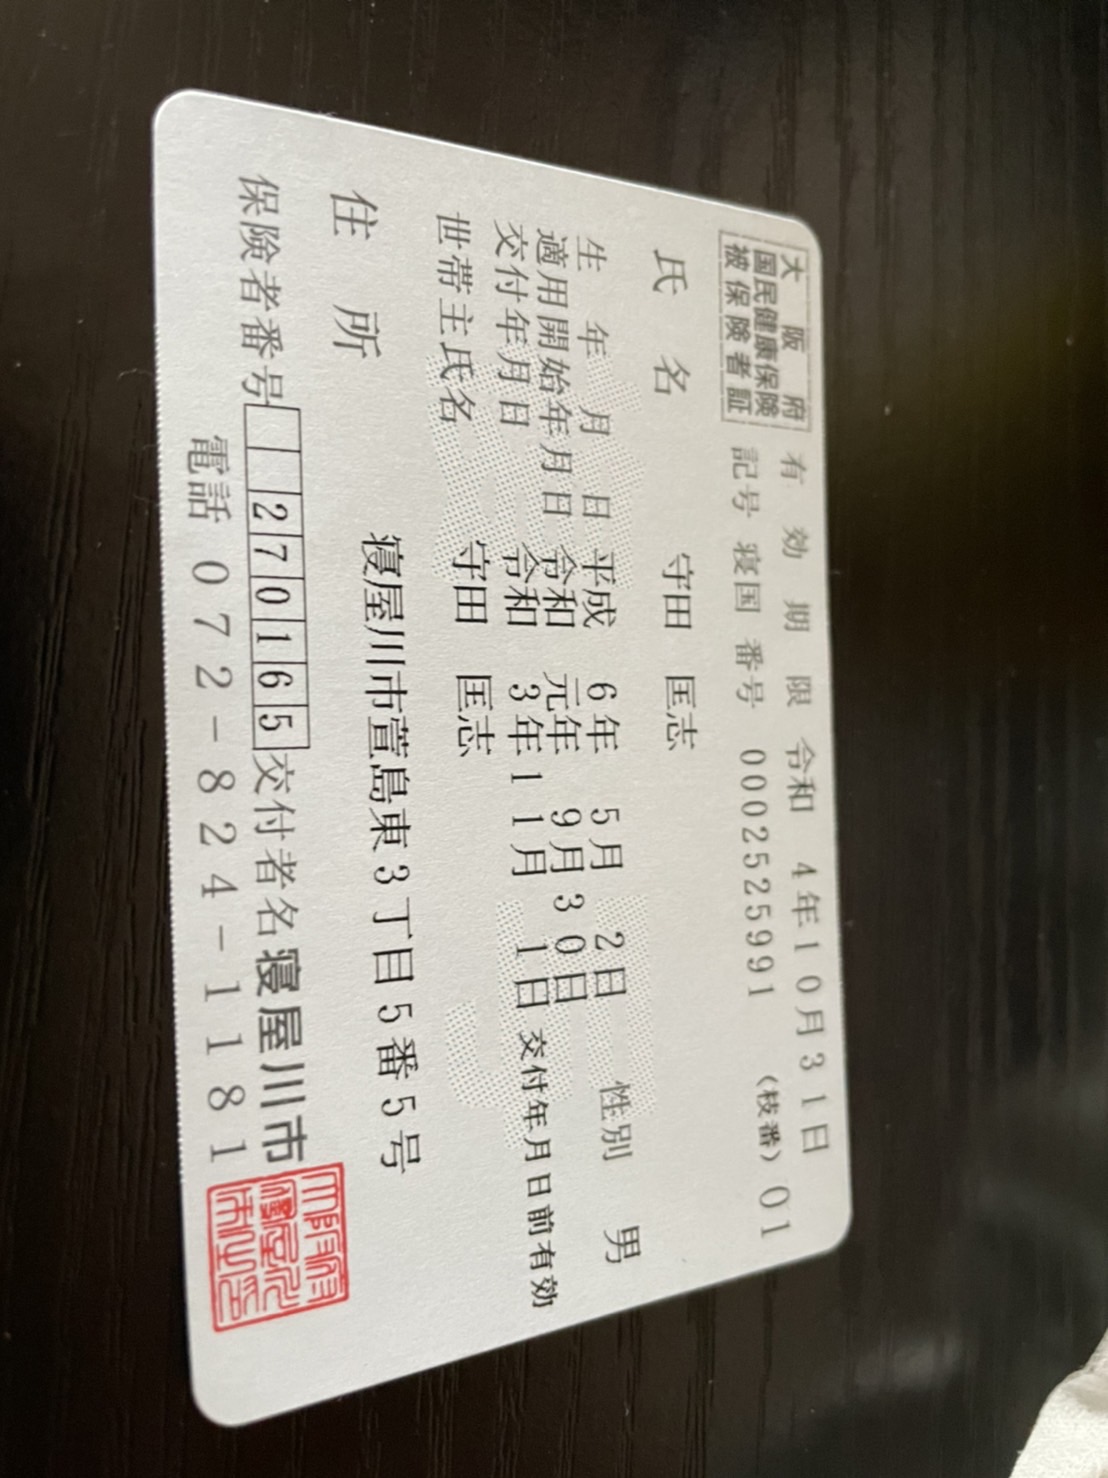 大阪府
国民健康保険
被保険者証
有効期限 令和 4年10月31日
記号 寝国 番号 0002525991 (枝番) 01
氏名 守田 匡志
生年月日 平成 6年 5月 2日 性別 男
適用開始年月日 令和 元年 9月30日
交付年月日 令和 3年11月 1日 交付年月日前有効
世帯主氏名 守田 匡志
住所 寝屋川市萱島東3丁目5番5号
保険者番号 270165 交付者名 寝屋川市
電話 072-824-1181